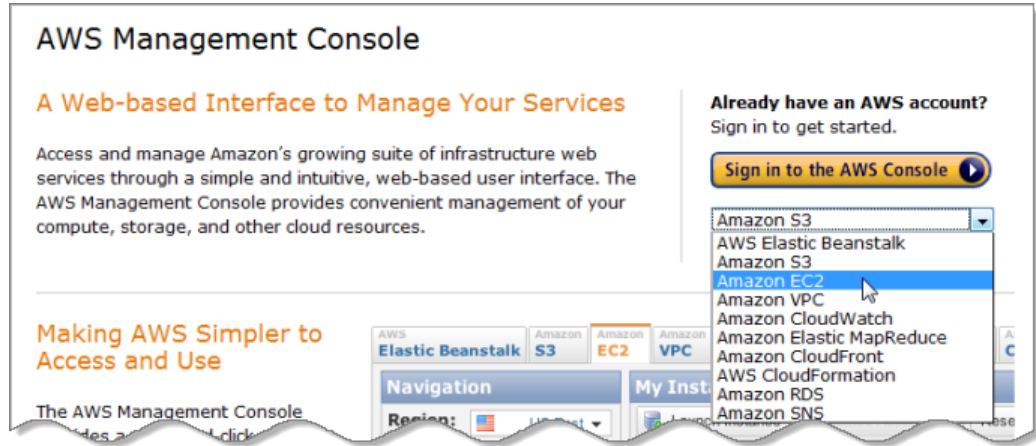 AWS Management Console
A Web-based Interface to Manage Your Services
Access and manage Amazon's growing suite of infrastructure web
services through a simple and intuitive, web-based user interface. The
AWS Management Console provides convenient management of your
compute, storage, and other cloud resources.
Already have an AWS account?
Sign in to get started.
Sign in to the AWS Console
Amazon S3
AWS Elastic Beanstalk
Amazon S3
Amazon EC2
Amazon VPC
Amazon CloudWatch
Amazon Elastic MapReduce
Amazon CloudFront
AWS CloudFormation
Amazon RDS
Amazon SNS
Making AWS Simpler to
Access and Use
The AWS Management Console
AWS
Elastic Beanstalk
Amazon
S3
Amazon
EC2
Amazon
VPC
Navigation
Region:
My Inst